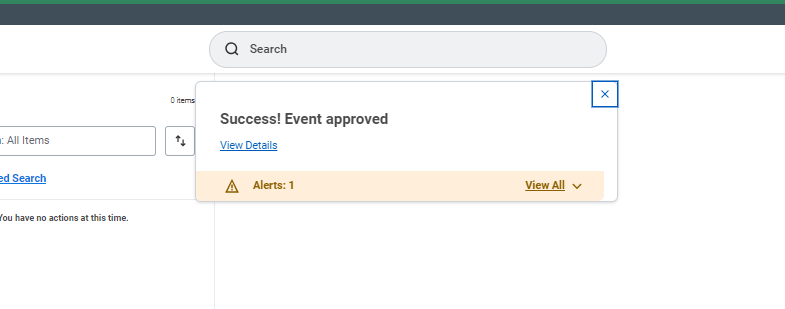 Search
0 items
: All Items
Success! Event approved
View Details
ed Search
Alerts: 1
View All
You have no actions at this time.